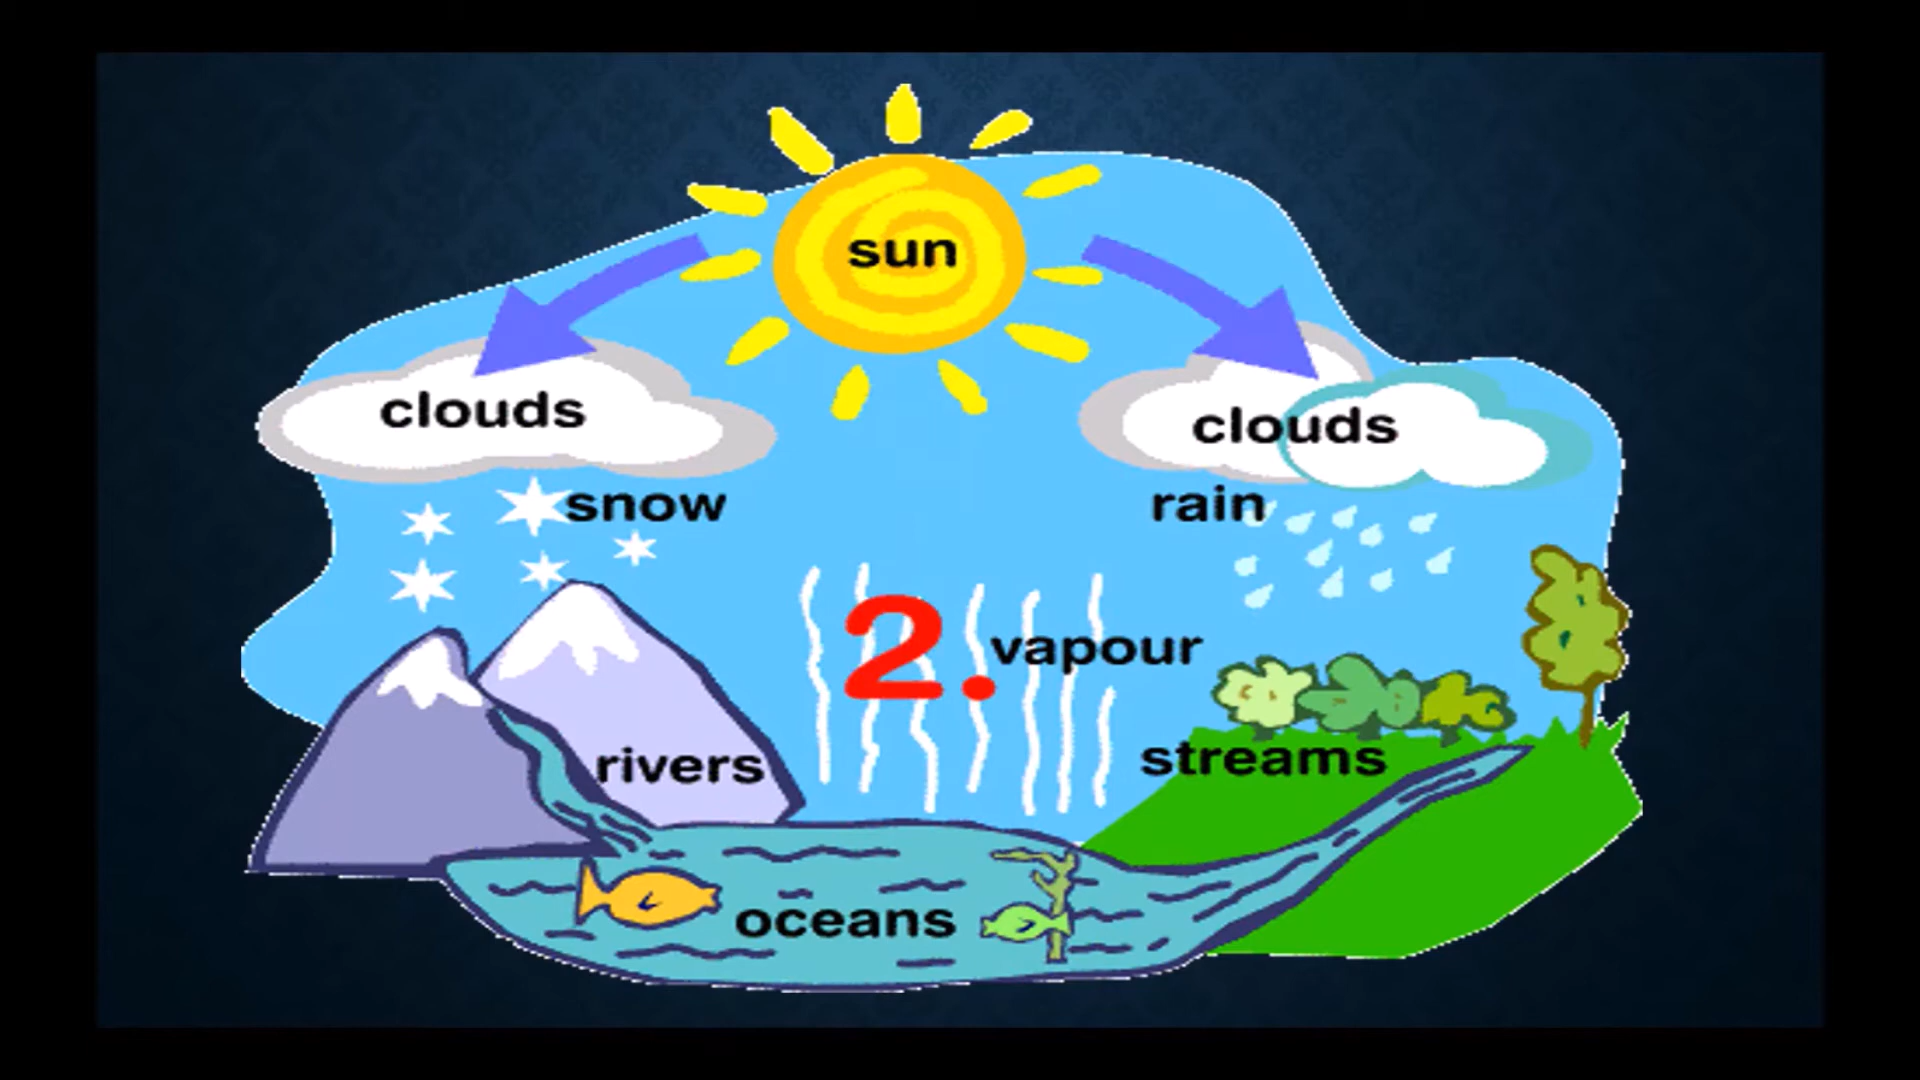 sun
clouds
clouds
snow
rain
2. vapour
rivers
streams
oceans